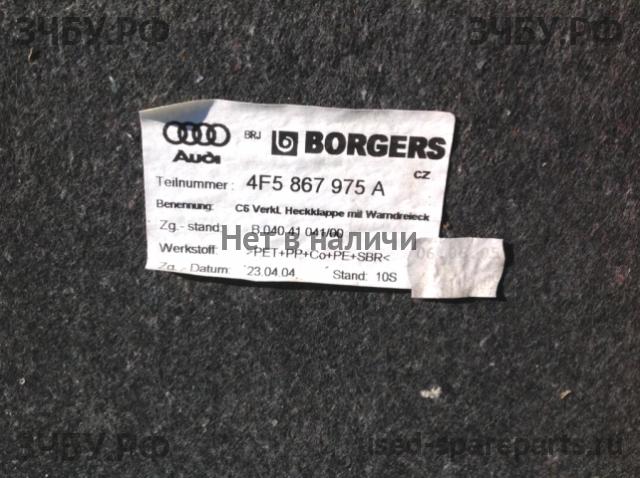 ЗЧБУ.РФ
ЗЧБУ.РФ
Audi
BRJ
BORGERS
CZ
Teilnummer: 4F5 867 975 A
Benennung: C6 Verkl. Heckklappe mit Warndreieck
Zg.-stand: B.040.41 041/00
Нет в наличии
Werkstoff: >PET+PP+Co+PE+SBR<
Zg.-Datum: 23.04.04 Stand: 10S
ЗЧБУ.РФ
used-spareparts.ru